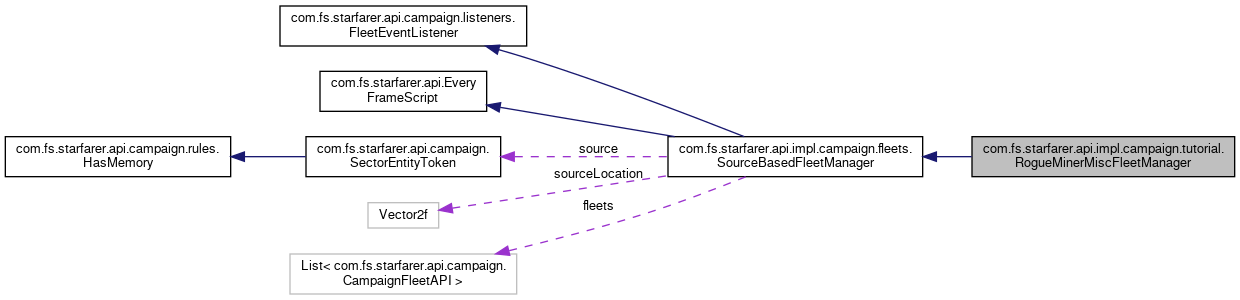 com.fs.starfarer.api.campaign.listeners.
FleetEventListener
com.fs.starfarer.api.Every
FrameScript
com.fs.starfarer.api.campaign.rules.
HasMemory
com.fs.starfarer.api.campaign.
SectorEntityToken
source
com.fs.starfarer.api.impl.campaign.fleets.
SourceBasedFleetManager
com.fs.starfarer.api.impl.campaign.tutorial.
RogueMinerMiscFleetManager
sourceLocation
Vector2f
fleets
List< com.fs.starfarer.api.campaign.
CampaignFleetAPI >